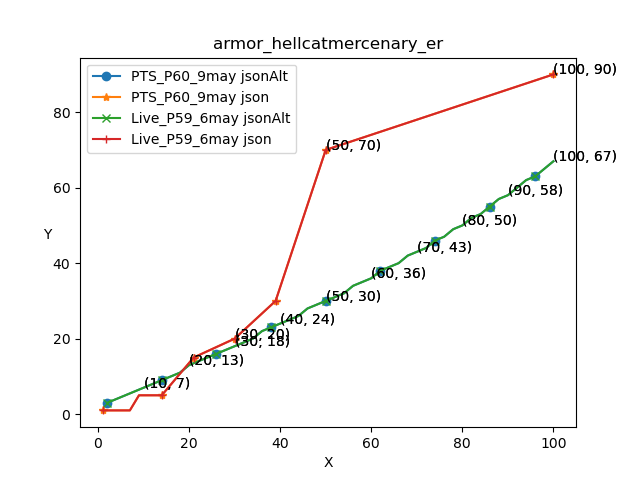 armor_hellcatmercenary_er
PTS_P60_9may jsonAlt
PTS_P60_9may json
Live_P59_6may jsonAlt
Live_P59_6may json
(100, 90)
(50, 70)
(100, 67)
(90, 58)
(80, 50)
(70, 43)
(60, 36)
(50, 30)
(40, 24)
(30, 20)
(30, 18)
(20, 13)
(10, 7)
Y
80
60
40
20
0
0 20 40 60 80 100
X